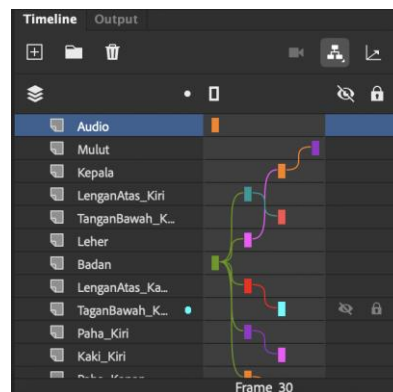 Timeline Output
Audio
Mulut
Kepala
LenganAtas_Kiri
TanganBawah_K...
Leher
Badan
LenganAtas_Ka...
TaganBawah_K...
Paha_Kiri
Kaki_Kiri
Frame 30